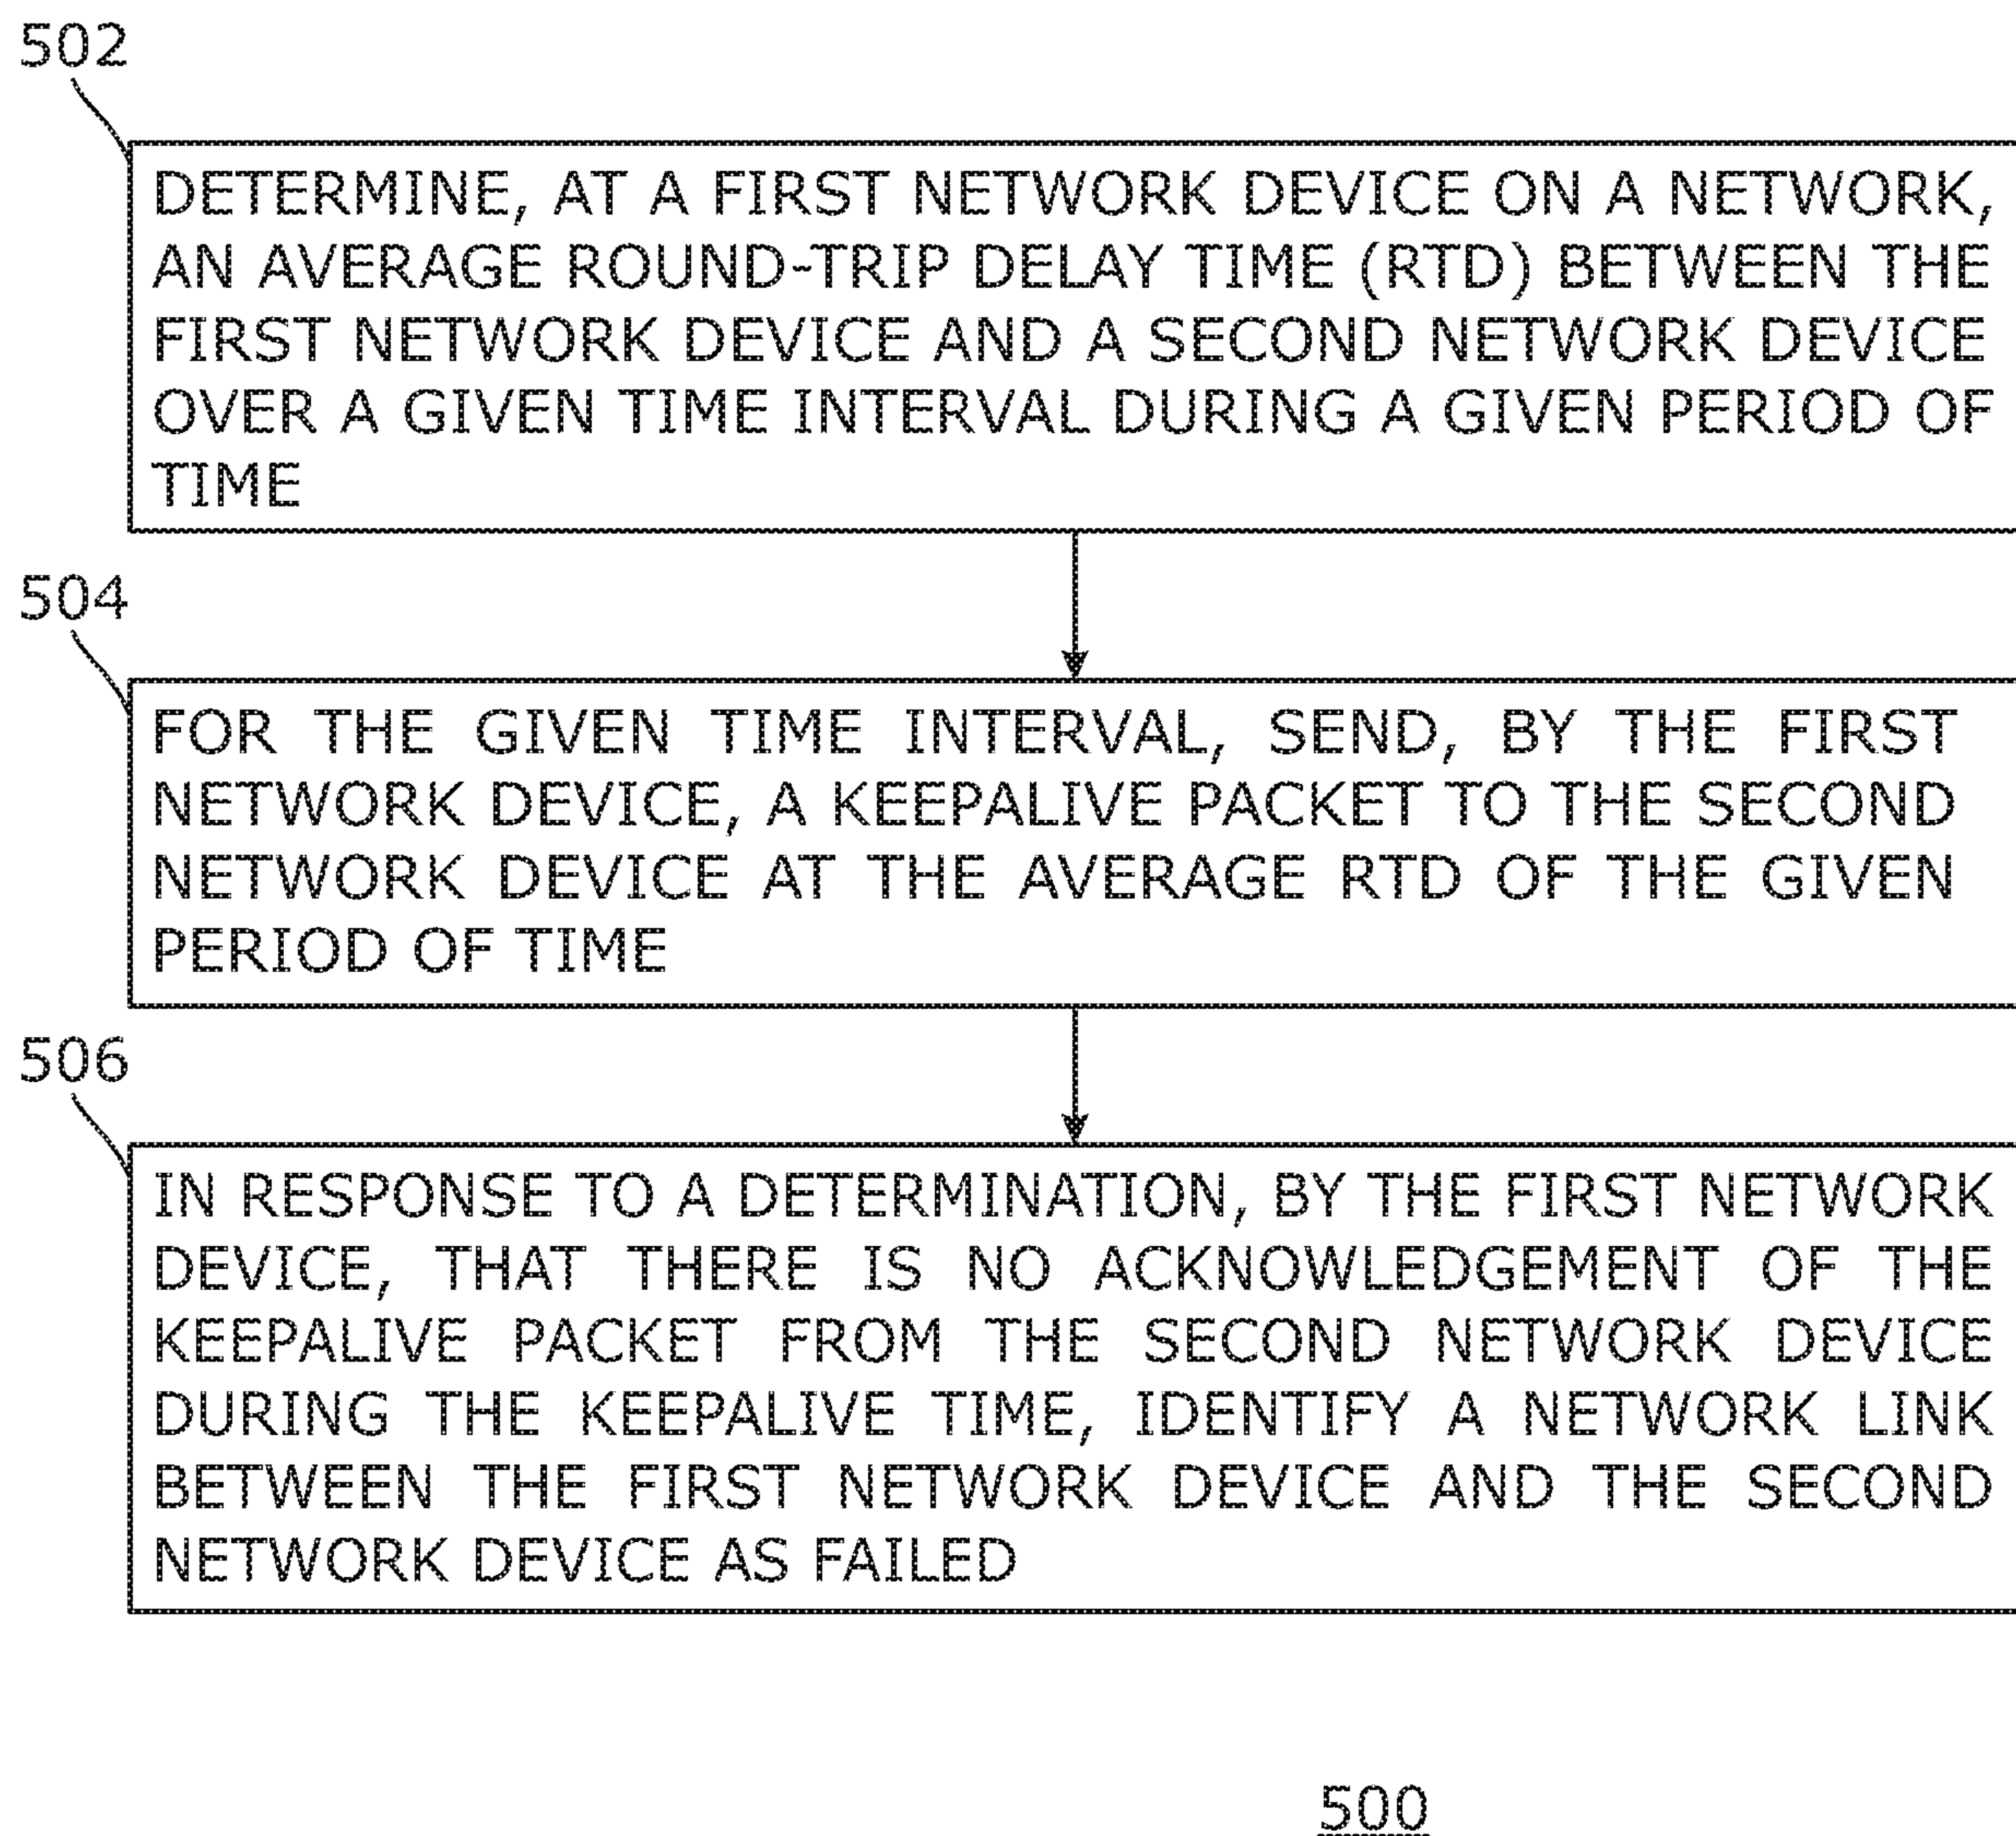 502
DETERMINE, AT A FIRST NETWORK DEVICE ON A NETWORK,
AN AVERAGE ROUND-TRIP DELAY TIME (RTD) BETWEEN THE
FIRST NETWORK DEVICE AND A SECOND NETWORK DEVICE
OVER A GIVEN TIME INTERVAL DURING A GIVEN PERIOD OF
TIME
504
FOR THE GIVEN TIME INTERVAL, SEND, BY THE FIRST
NETWORK DEVICE, A KEEPALIVE PACKET TO THE SECOND
NETWORK DEVICE AT THE AVERAGE RTD OF THE GIVEN
PERIOD OF TIME
506
IN RESPONSE TO A DETERMINATION, BY THE FIRST NETWORK
DEVICE, THAT THERE IS NO ACKNOWLEDGEMENT OF THE
KEEPALIVE PACKET FROM THE SECOND NETWORK DEVICE
DURING THE KEEPALIVE TIME, IDENTIFY A NETWORK LINK
BETWEEN THE FIRST NETWORK DEVICE AND THE SECOND
NETWORK DEVICE AS FAILED
500